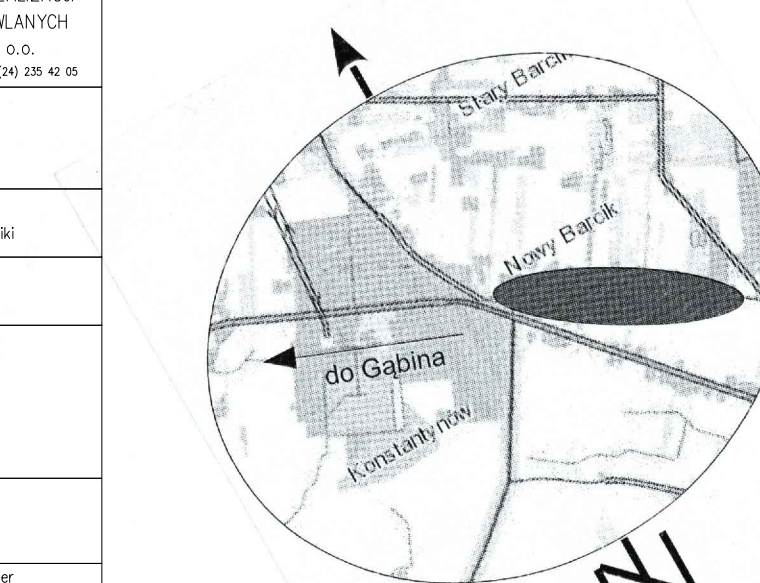 WLANYCH
o.o.
(24) 235 42 05
iki
er
Stary Barcik
Nowy Barcik
do Gąbina
Konstantynów
N